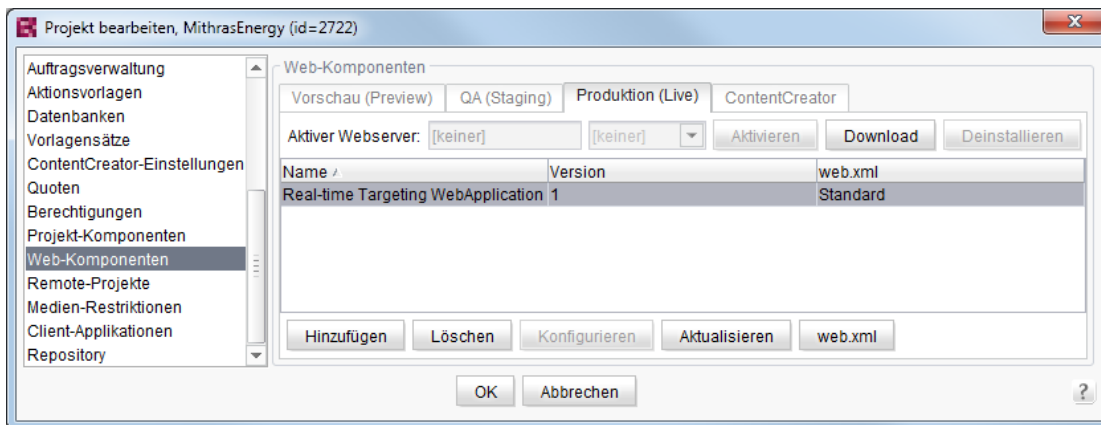 Projekt bearbeiten, MithrasEnergy (id=2722)
Auftragsverwaltung
Aktionsvorlagen
Datenbanken
Vorlagensätze
ContentCreator-Einstellungen
Quoten
Berechtigungen
Projekt-Komponenten
Web-Komponenten
Remote-Projekte
Medien-Restriktionen
Client-Applikationen
Repository
Web-Komponenten
Vorschau (Preview) QA (Staging) Produktion (Live) ContentCreator
Aktiver Webserver: [keiner] [keiner] Aktivieren Download Deinstallieren
Name Version web.xml
Real-time Targeting WebApplication 1 Standard
Hinzufügen Löschen Konfigurieren Aktualisieren web.xml
OK Abbrechen ?